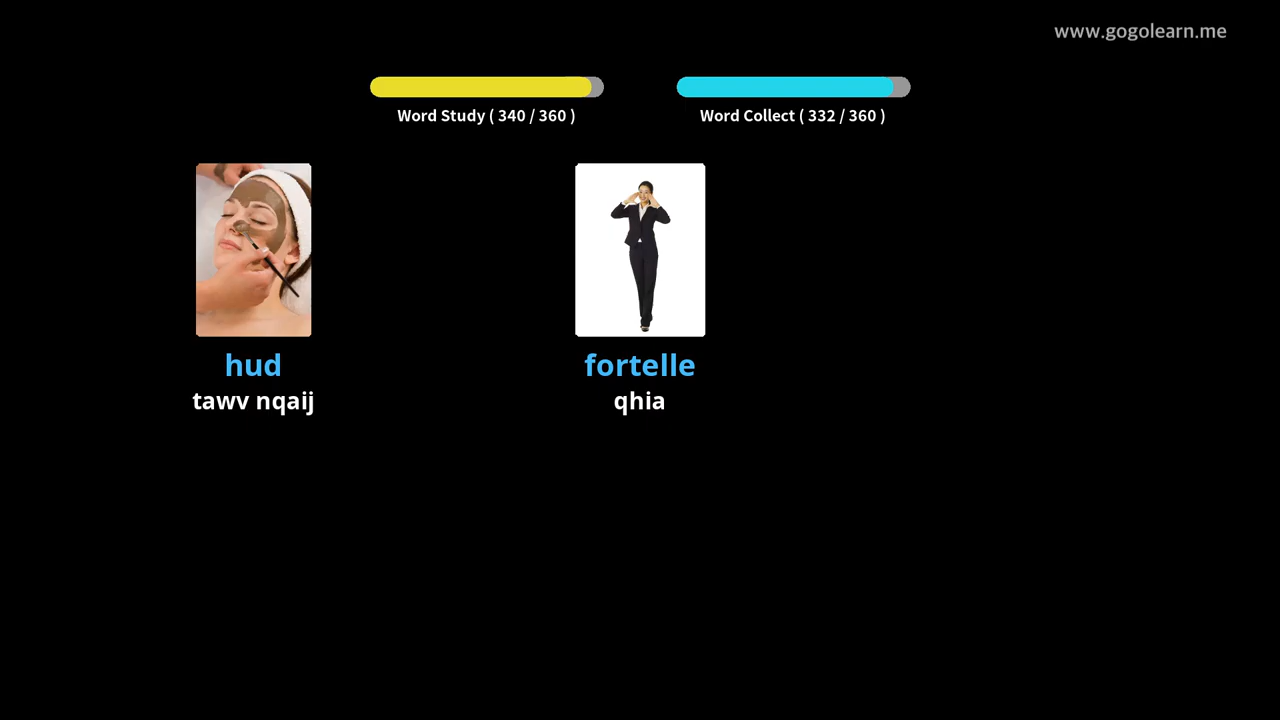 www.gogolearn.me
Word Study ( 340 / 360 )
Word Collect ( 332 / 360 )
hud
fortelle
tawv nqaij
qhia